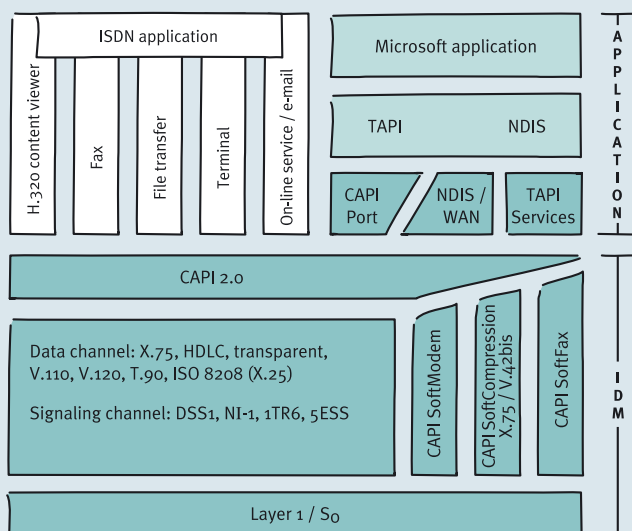 ISDN application
H.320 content viewer
Fax
File transfer
Terminal
On-line service / e-mail
Microsoft application
TAPI NDIS
CAPI
Port
NDIS /
WAN
TAPI
Services
APPLICATION
CAPI 2.0
Data channel: X.75, HDLC, transparent,
V.110, V.120, T.90, ISO 8208 (X.25)
Signaling channel: DSS1, NI-1, 1TR6, 5ESS
CAPI SoftModem
CAPI SoftCompression
X.75 / V.42bis
CAPI SoftFax
IDM
Layer 1 / S0